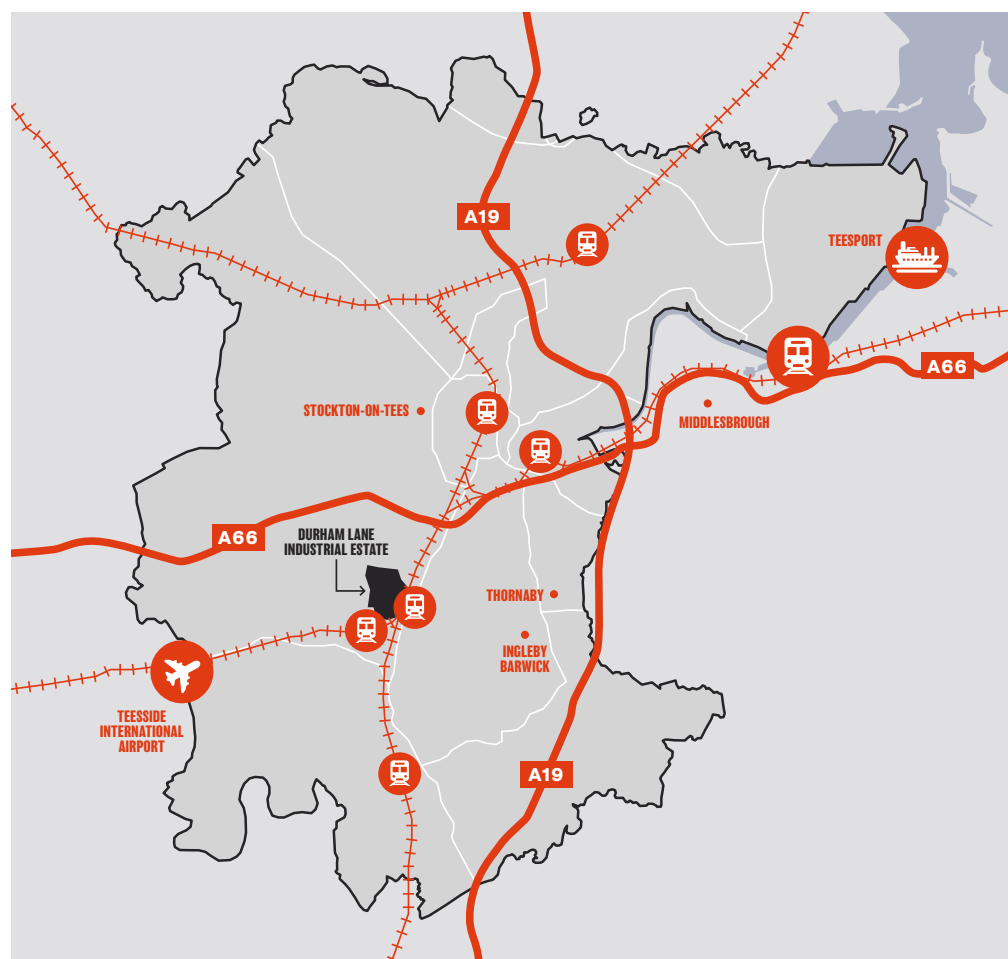 A19
TEESPORT
A66
STOCKTON-ON-TEES
MIDDLESBROUGH
A66
DURHAM LANE
INDUSTRIAL ESTATE
THORNABY
INGLEBY
BARWICK
TEESSIDE
INTERNATIONAL
AIRPORT
A19